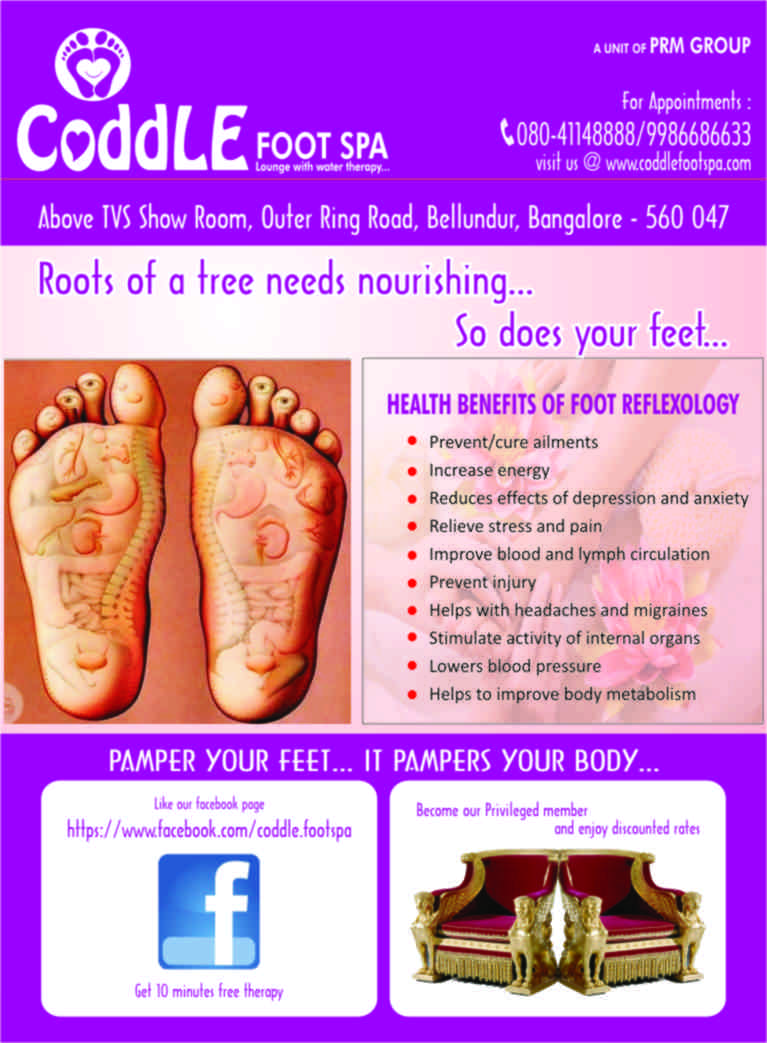 A UNIT OF PRM GROUP
CoddLE FOOT SPA
Lounge with water therapy...
For Appointments :
080-41148888/9986686633
visit us @ www.coddlefootspa.com
Above TVS Show Room, Outer Ring Road, Bellundur, Bangalore - 560 047
Roots of a tree needs nourishing...
So does your feet...
HEALTH BENEFITS OF FOOT REFLEXOLOGY
Prevent/cure ailments
Increase energy
Reduces effects of depression and anxiety
Relieve stress and pain
Improve blood and lymph circulation
Prevent injury
Helps with headaches and migraines
Stimulate activity of internal organs
Lowers blood pressure
Helps to improve body metabolism
PAMPER YOUR FEET... IT PAMPERS YOUR BODY...
Like our facebook page
https://www.facebook.com/coddle.footspa
f
Get 10 minutes free therapy
Become our Privileged member
and enjoy discounted rates